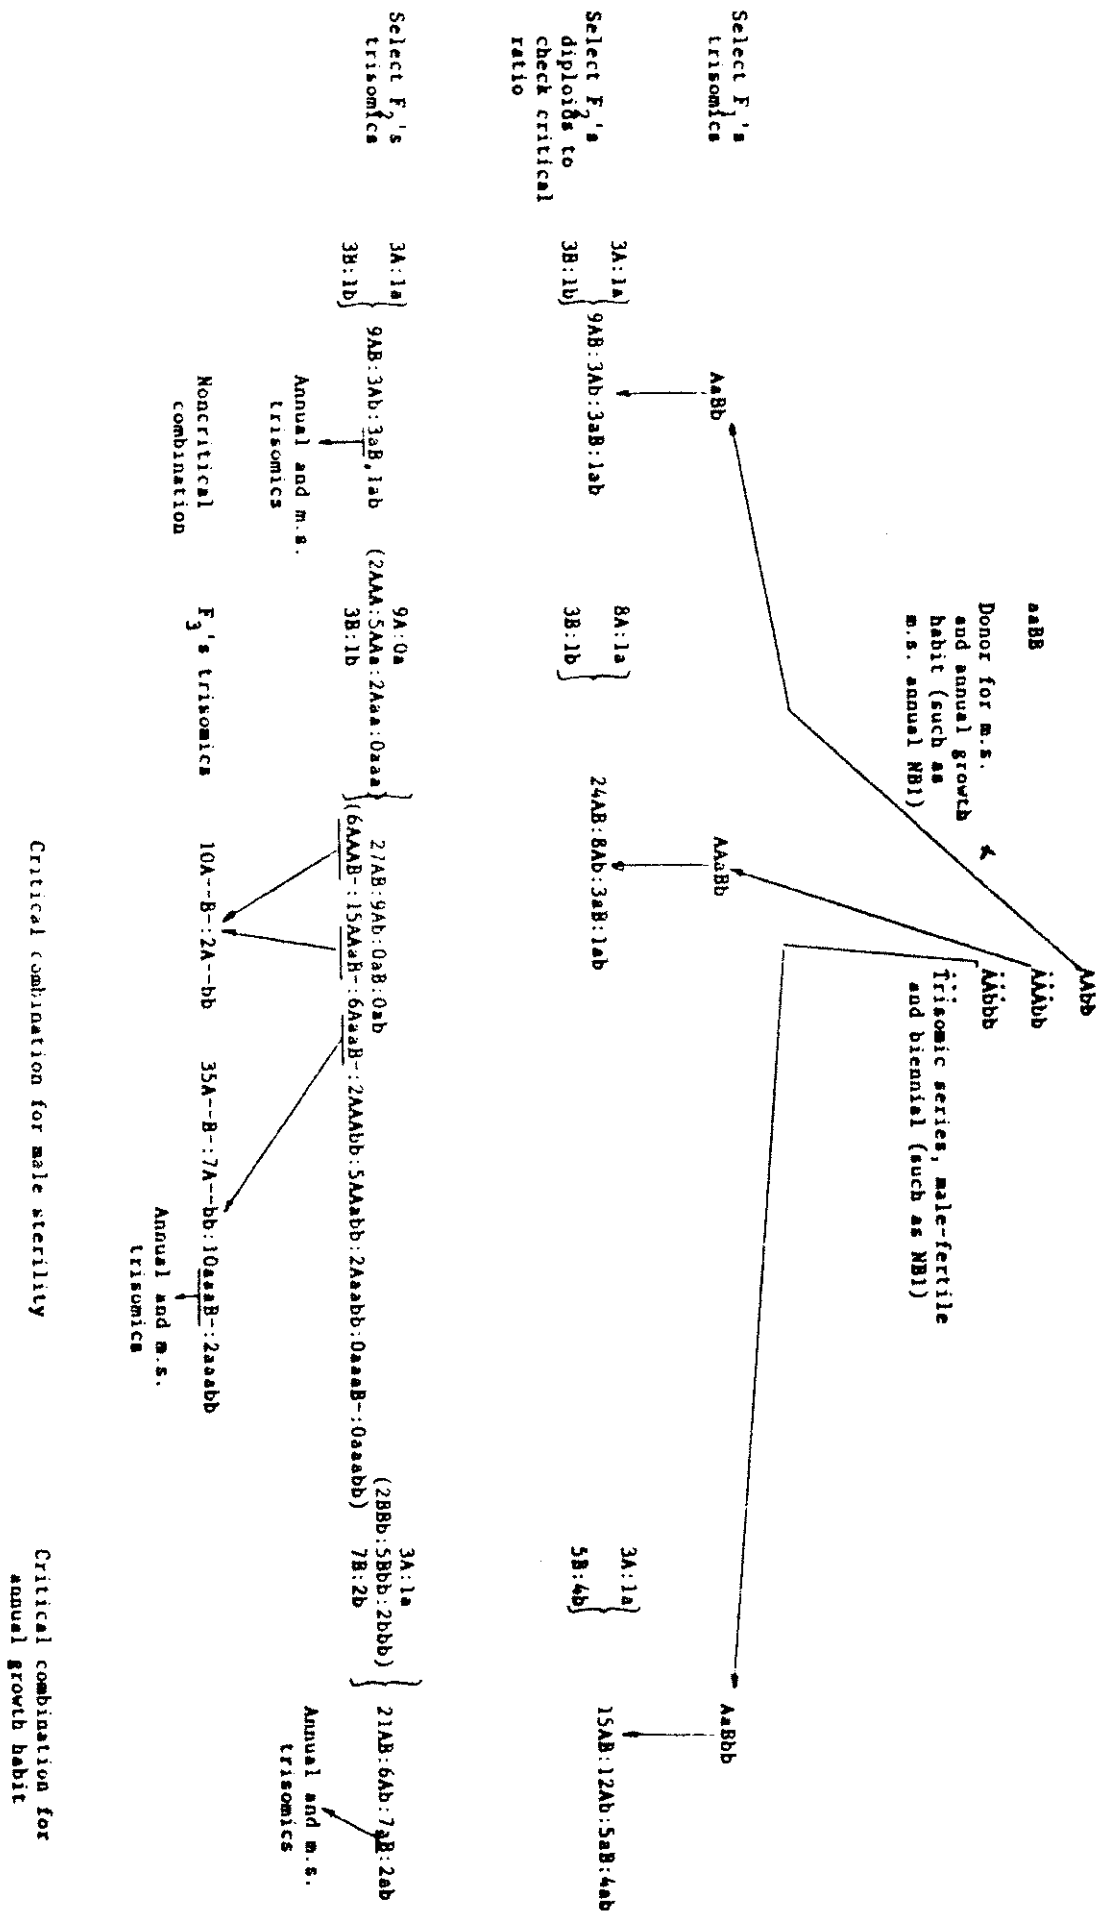 aaBB
Donor for m.s.
and annual growth
habit (such as
m.s. annual NB1)
x
AAbb
AAAbb
AAbbb
Trisomic series, male-fertile
and biennial (such as NB1)
Select F1's
trisomics
AaBb
AAaBb
AaBbb
Select F2's
diploids to
check critical
ratio
3A:1a
3B:1b
9AB:3Ab:3aB:1ab
8A:1a
3B:1b
24AB:8Ab:3aB:1ab
3A:1a
5B:4b
15AB:12Ab:5aB:4ab
Select F2's
trisomics
3A:1a
3B:1b
9AB:3Ab:3aB,1ab
9A:0a
(2AAA:5AAa:2Aaa:0aaa)
3B:1b
27AB:9Ab:0aB:0ab
(6AAAB-:15AAaB-:6AaaB-:2AAAbb:5AAabb:2Aaabb:0aaaB-:0aaabb)
3A:1a
(2BBb:5Bbb:2bbb)
7B:2b
21AB:6Ab:7aB:2ab
Annual and m.s.
trisomics
Annual and m.s.
trisomics
Noncritical
combination
F3's trisomics
10A--B-:2A--bb
35A--B-:7A--bb:10aaaB-:2aaabb
Annual and m.s.
trisomics
Critical combination for male sterility
Critical combination for
annual growth habit